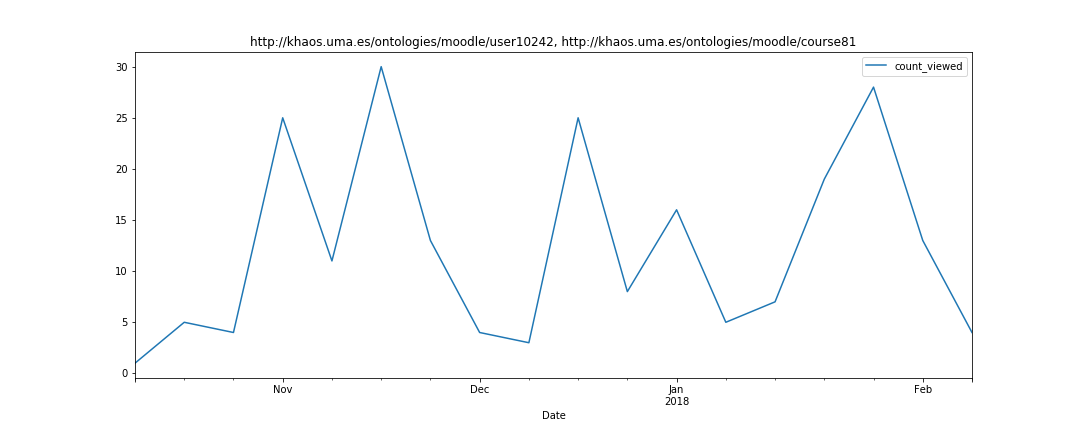 http://khaos.uma.es/ontologies/moodle/user10242, http://khaos.uma.es/ontologies/moodle/course81
count_viewed
30
25
20
15
10
5
0
Nov
Dec
Jan
2018
Feb
Date